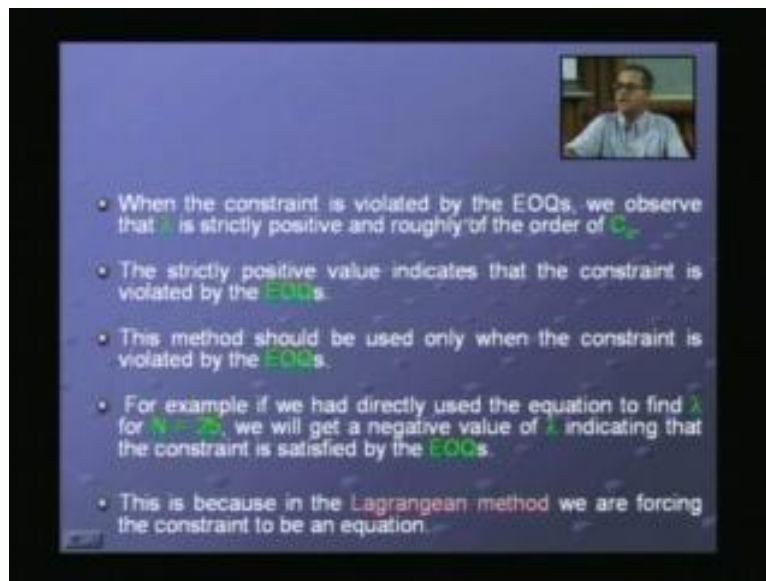 When the constraint is violated by the EOQs, we observe
that λ is strictly positive and roughly of the order of C
The strictly positive value indicates that the constraint is
violated by the EOQs.
This method should be used only when the constraint is
violated by the EOQs.
For example if we had directly used the equation to find λ
for N = 25, we will get a negative value of λ indicating that
the constraint is satisfied by the EOQs.
This is because in the Lagrangean method we are forcing
the constraint to be an equation.